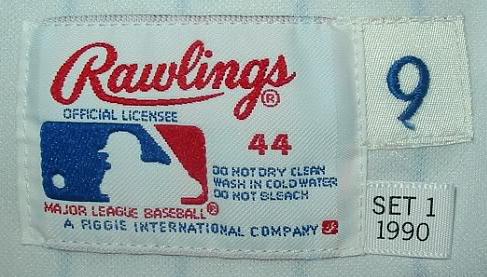 Rawlings®
OFFICIAL LICENSEE
44
DO NOT DRY CLEAN
WASH IN COLD WATER
DO NOT BLEACH
MAJOR LEAGUE BASEBALL®
A FIGGIE INTERNATIONAL COMPANY
9
SET 1
1990